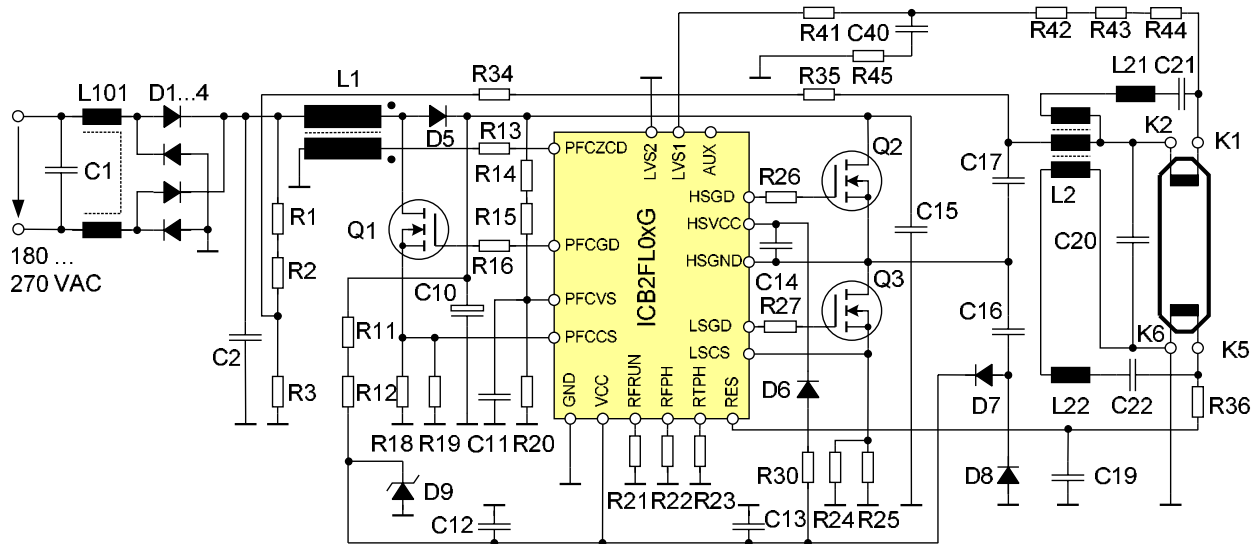 R41
C40
R42
R43
R44
R45
L21
C21
L101
D1...4
L1
R34
R35
D5
R13
PFCZCD
LVS2
LVS1
AUX
Q2
K2
K1
C1
R14
R26
HSGD
C17
L2
R1
Q1
R15
HSVCC
C15
R2
R16
PFCGD
ICB2FL0xG
HSGND
C14
C20
180 ...
270 VAC
C10
PFCVS
R27
Q3
C16
R11
PFCCS
LSGD
K6
K5
C2
LSCS
R3
R12
GND
VCC
RFRUN
RFPH
RTPH
RES
D6
D7
L22
C22
R36
R18
R19
C11
R20
R30
D8
C19
D9
R21
R22
R23
C12
C13
R24
R25